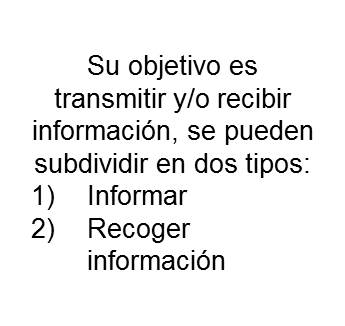 Su objetivo es
transmitir y/o recibir
información, se pueden
subdividir en dos tipos:
1) Informar
2) Recoger
información